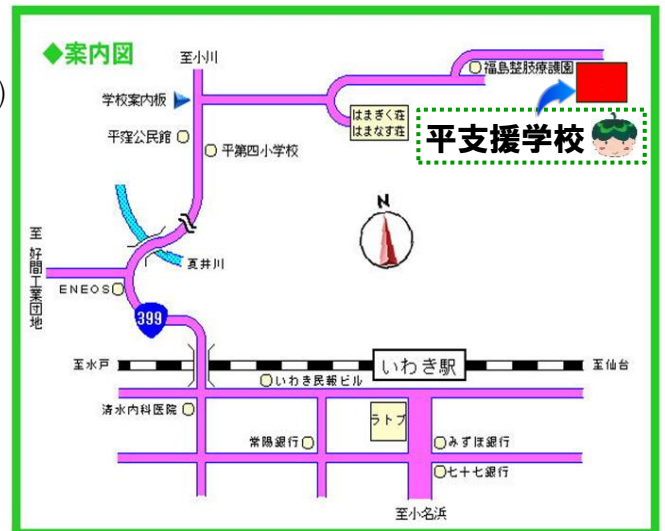 ◆案内図
至小川
福島整肢療護園
学校案内板
はまぎく荘
はまなす荘
平支援学校
平窪公民館
平第四小学校
N
至 好間工業団地
夏井川
ENEOS
399
至水戸
いわき駅
至仙台
いわき民報ビル
清水内科医院
ラトブ
常陽銀行
みずほ銀行
七十七銀行
至小名浜
)